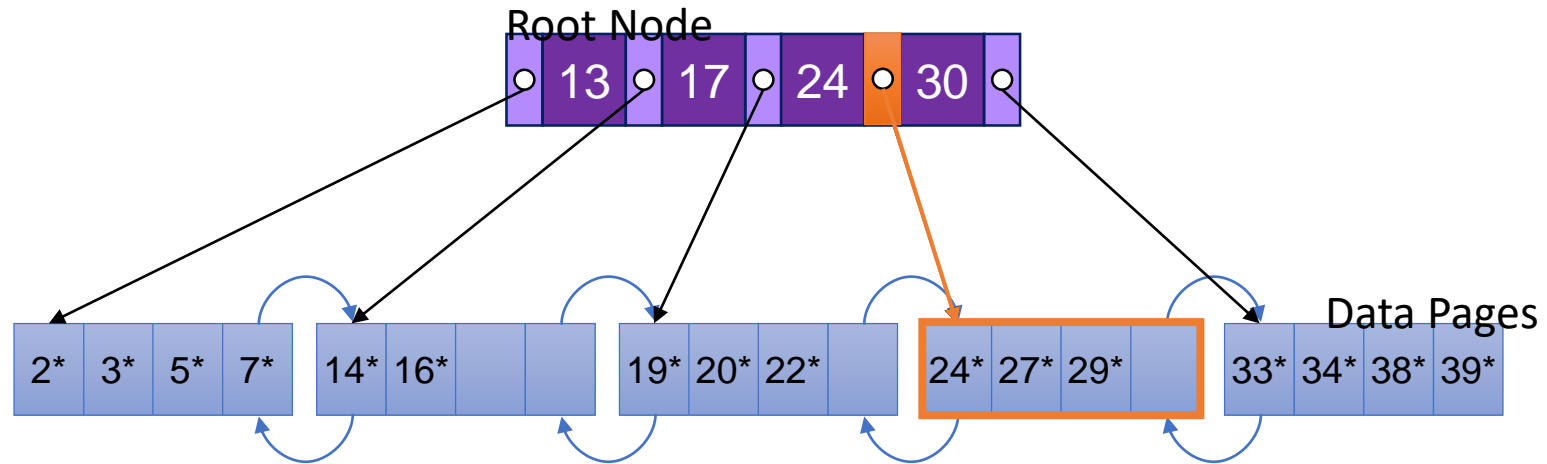 Root Node
13 17 24 30
Data Pages
2* 3* 5* 7* 14* 16* 19* 20* 22* 24* 27* 29* 33* 34* 38* 39*